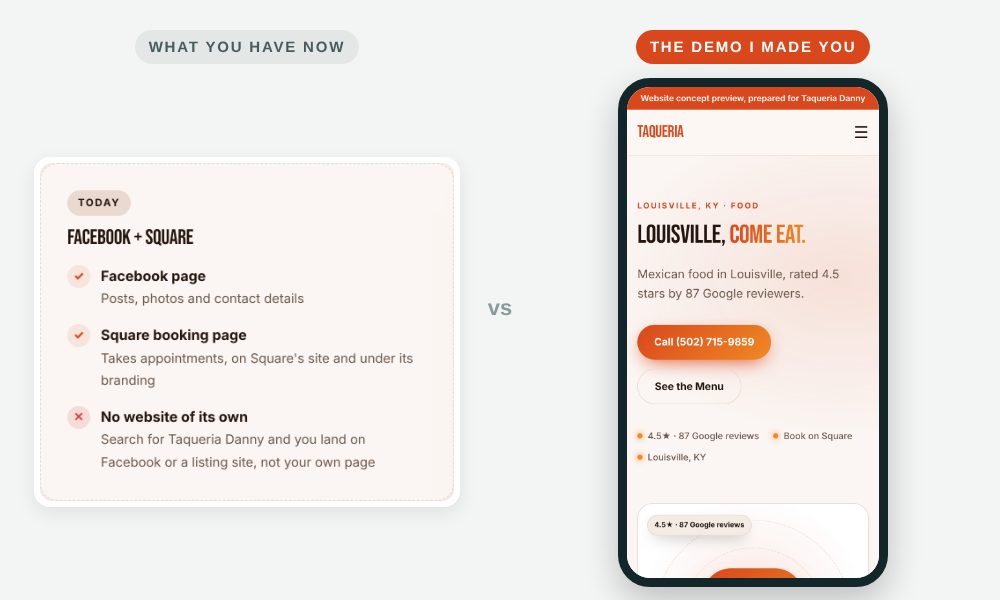 WHAT YOU HAVE NOW
TODAY
FACEBOOK + SQUARE
Facebook page
Posts, photos and contact details
Square booking page
Takes appointments, on Square's site and under its
branding
No website of its own
Search for Taqueria Danny and you land on
Facebook or a listing site, not your own page
vs
THE DEMO I MADE YOU
Website concept preview, prepared for Taqueria Danny
TAQUERIA
LOUISVILLE, KY · FOOD
LOUISVILLE, COME EAT.
Mexican food in Louisville, rated 4.5
stars by 87 Google reviewers.
Call (502) 715-9859
See the Menu
4.5★ · 87 Google reviews
Book on Square
Louisville, KY
4.5★ · 87 Google reviews